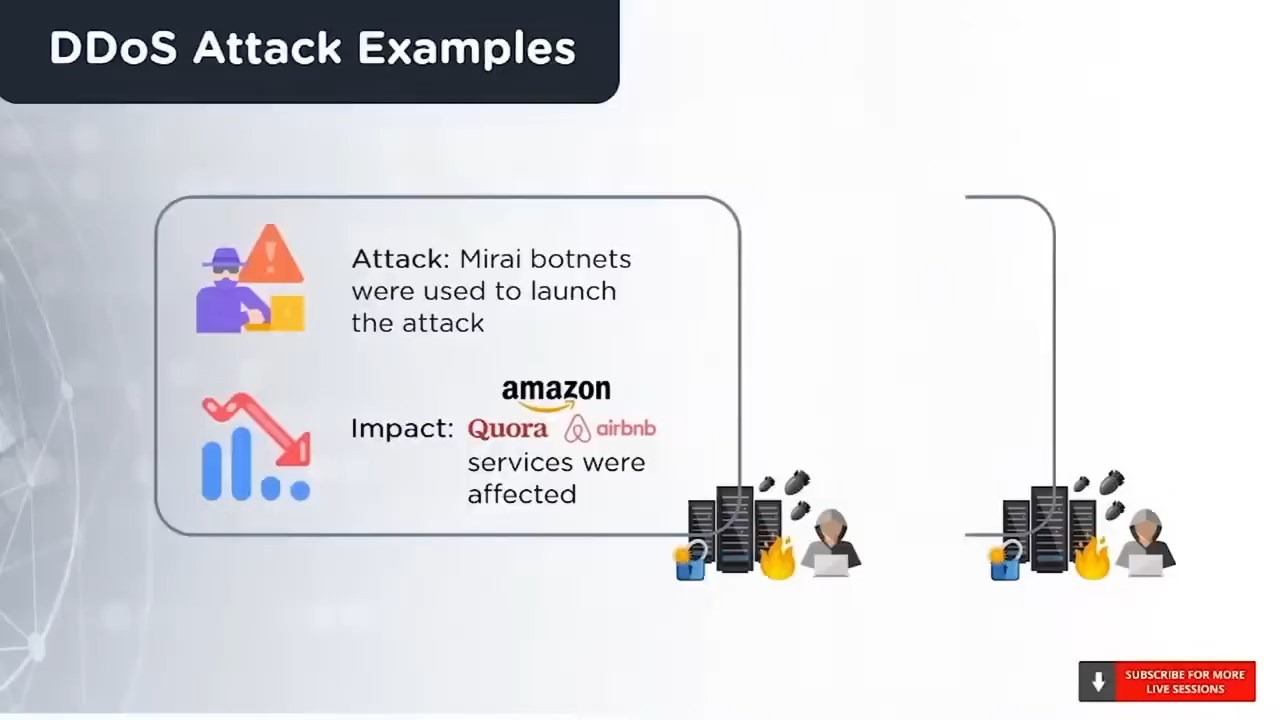 DDoS Attack Examples
Attack: Mirai botnets
were used to launch
the attack
amazon
Impact: Quora airbnb
services were
affected
SUBSCRIBE FOR MORE
LIVE SESSIONS